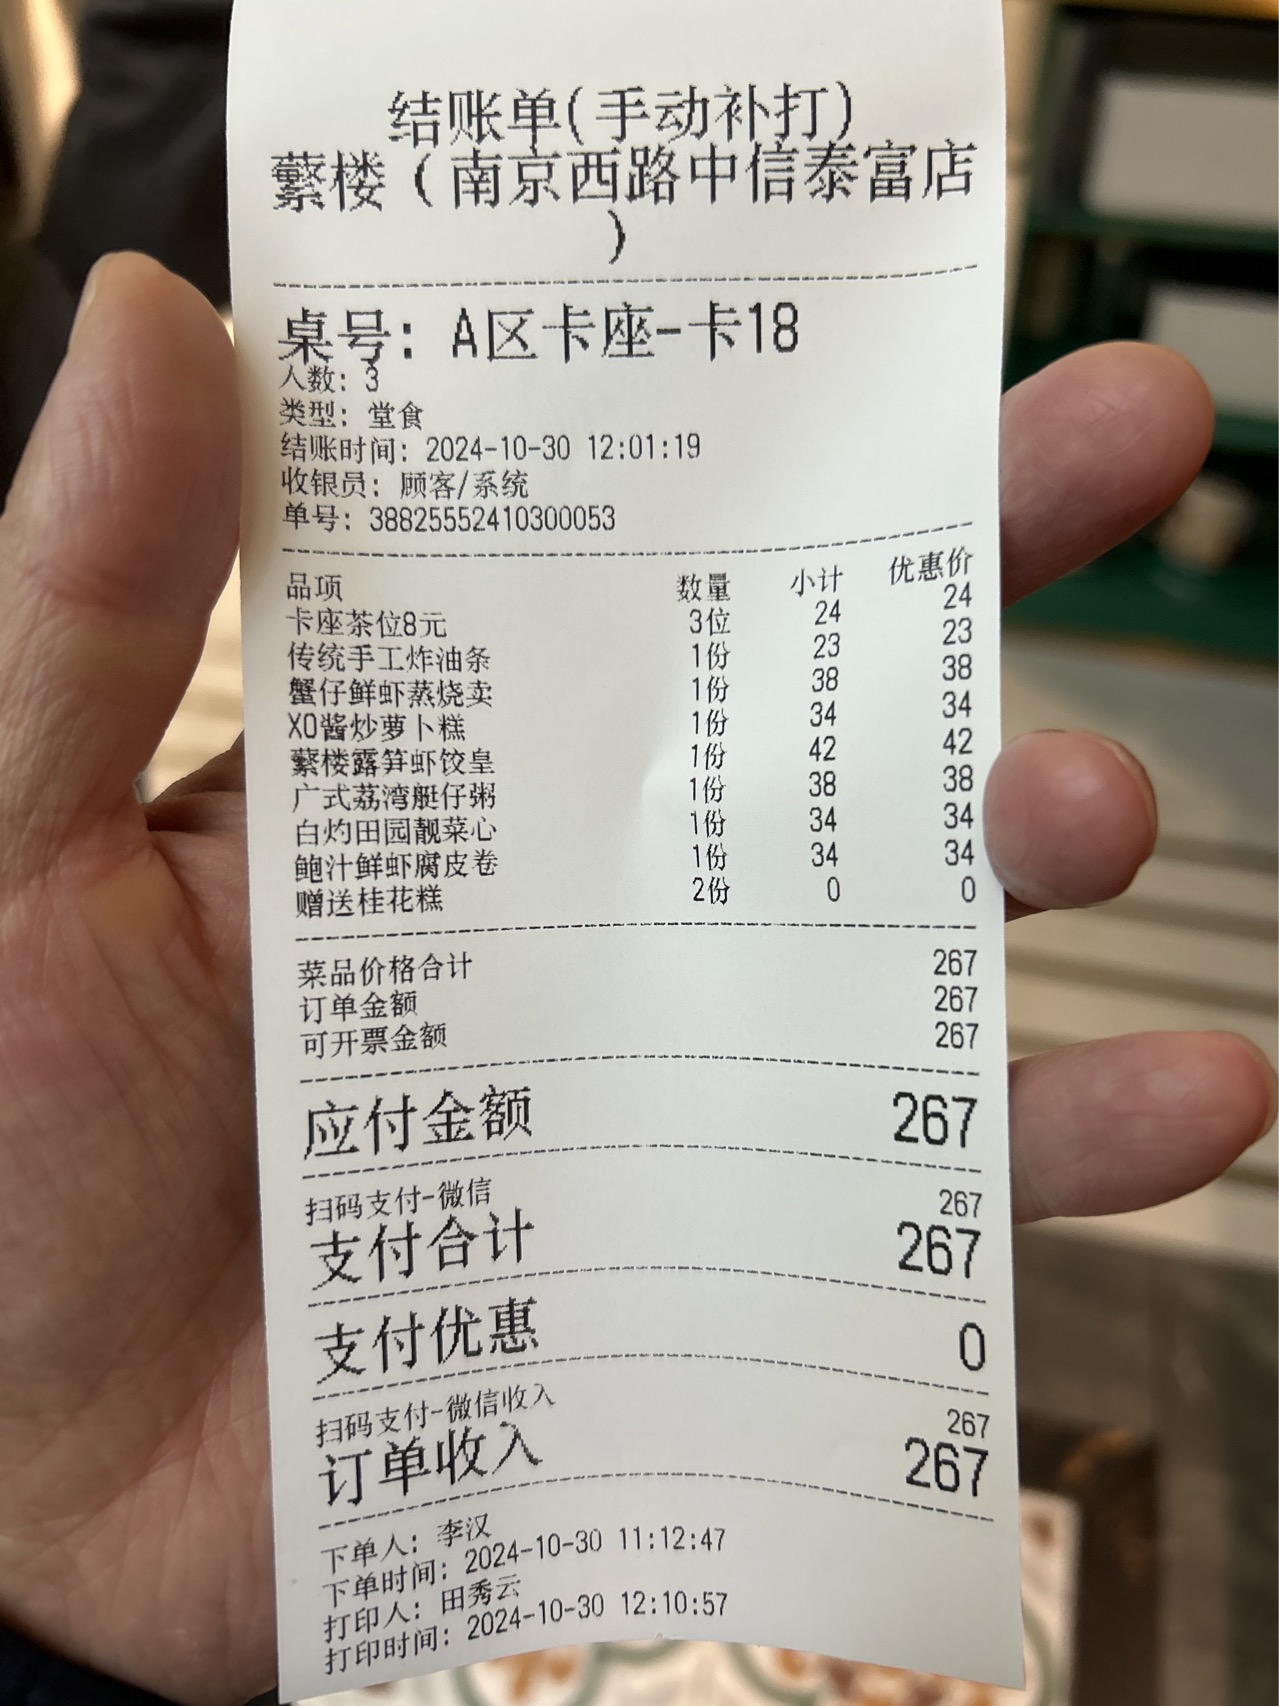 结账单(手动补打)
蘩楼（南京西路中信泰富店
）
桌号: A区卡座-卡18
人数: 3
类型: 堂食
结账时间: 2024-10-30 12:01:19
收银员: 顾客/系统
单号: 38825552410300053
品项 数量 小计 优惠价
卡座茶位8元 3位 24 24
传统手工炸油条 1份 23 23
蟹仔鲜虾蒸烧卖 1份 38 38
XO酱炒萝卜糕 1份 34 34
蘩楼露笋虾饺皇 1份 42 42
广式荔湾艇仔粥 1份 38 38
白灼田园靓菜心 1份 34 34
鲍汁鲜虾腐皮卷 1份 34 34
赠送桂花糕 2份 0 0
菜品价格合计 267
订单金额 267
可开票金额 267
应付金额 267
扫码支付-微信 267
支付合计 267
支付优惠 0
扫码支付-微信收入 267
订单收入 267
下单人: 李汉
下单时间: 2024-10-30 11:12:47
打印人: 田秀云
打印时间: 2024-10-30 12:10:57